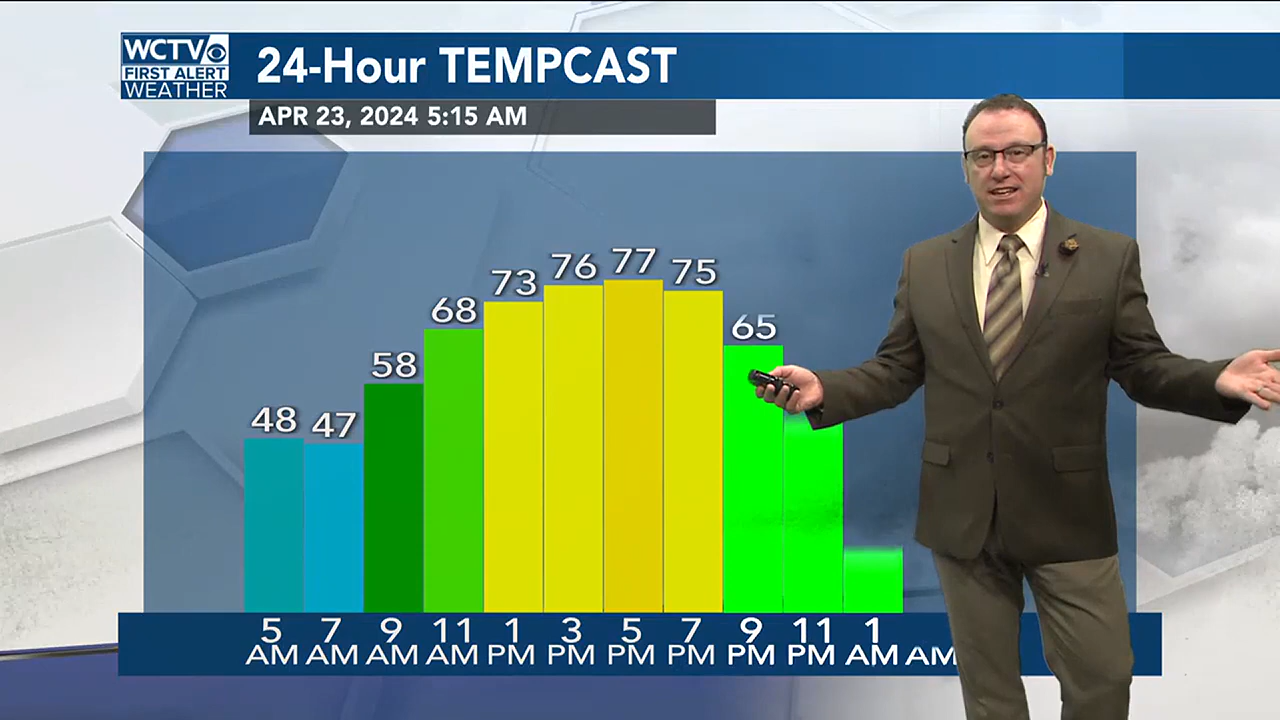 WCTV
FIRST ALERT
WEATHER
24-Hour TEMPCAST
APR 23, 2024 5:15 AM
48 47 58 68 73 76 77 75 65
5 7 9 11 1 3 5 7 9 11 1
AM AM AM AM PM PM PM PM PM PM AM AM